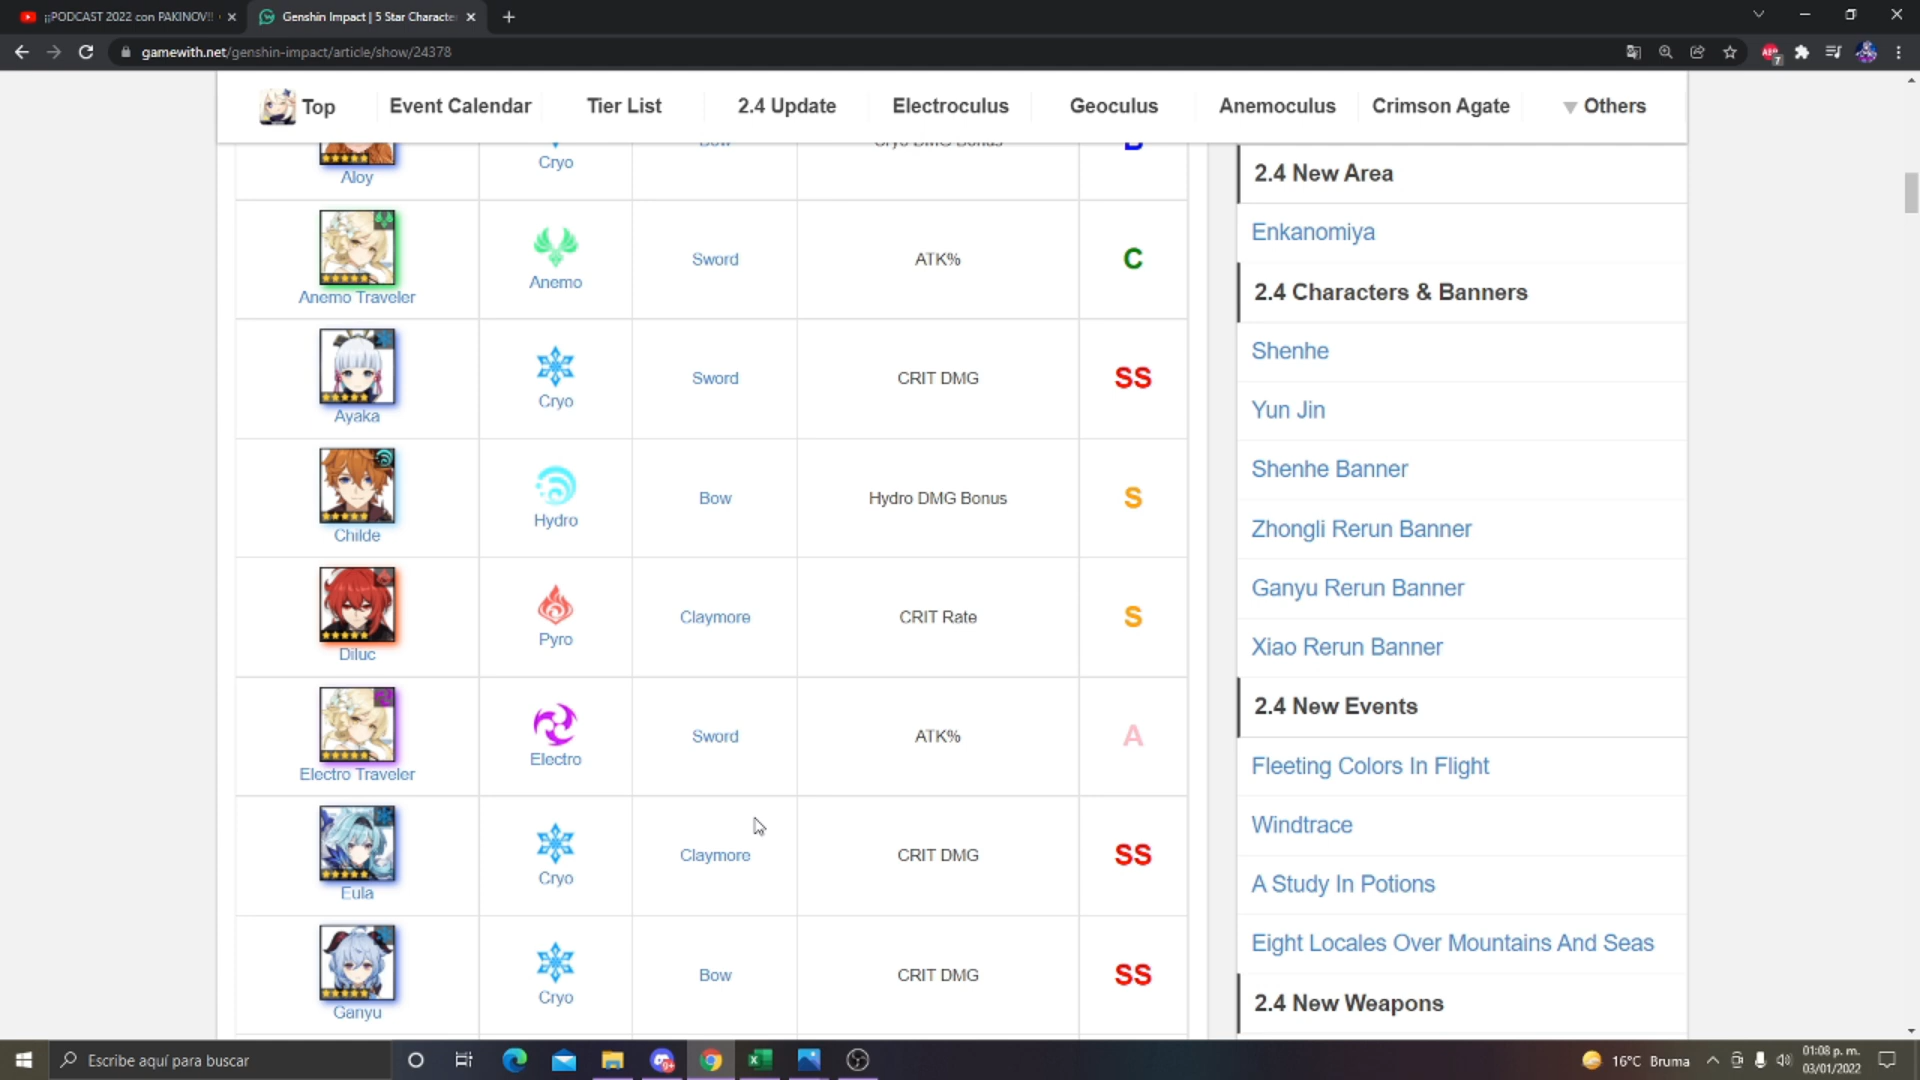 ¡¡PODCAST 2022 con PAKINOV!!
Genshin Impact | 5 Star Characte
gamewith.net/genshin-impact/article/show/24378
7
Top
Event Calendar
Tier List
2.4 Update
Electroculus
Geoculus
Anemoculus
Crimson Agate
Others
Aloy
Cryo
Bow
Cryo DMG Bonus
B
Anemo Traveler
Anemo
Sword
ATK%
C
Ayaka
Cryo
Sword
CRIT DMG
SS
Childe
Hydro
Bow
Hydro DMG Bonus
S
Diluc
Pyro
Claymore
CRIT Rate
S
Electro Traveler
Electro
Sword
ATK%
A
Eula
Cryo
Claymore
CRIT DMG
SS
Ganyu
Cryo
Bow
CRIT DMG
SS
2.4 New Area
Enkanomiya
2.4 Characters & Banners
Shenhe
Yun Jin
Shenhe Banner
Zhongli Rerun Banner
Ganyu Rerun Banner
Xiao Rerun Banner
2.4 New Events
Fleeting Colors In Flight
Windtrace
A Study In Potions
Eight Locales Over Mountains And Seas
2.4 New Weapons
Escribe aquí para buscar
16°C Bruma
01:08 p. m.
03/01/2022